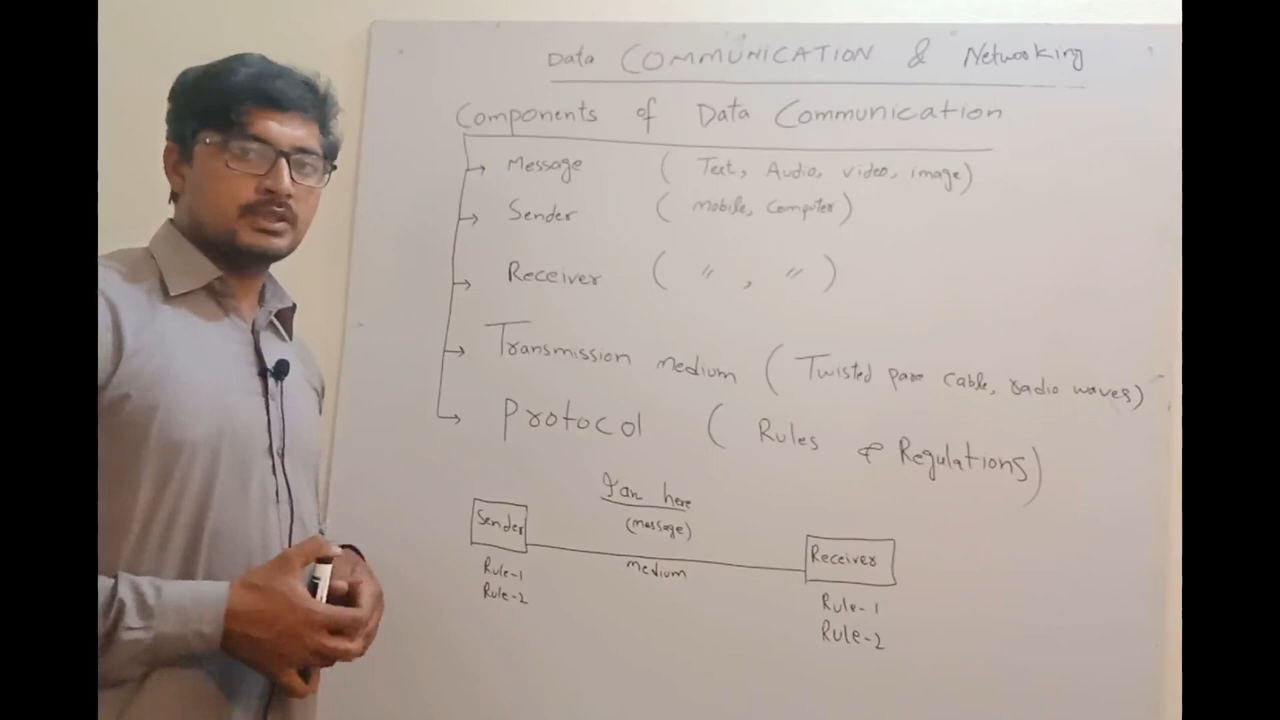 Data COMMUNICATION & Networking
Components of Data Communication
Message ( Text, Audio, video, image)
Sender ( mobile, Computer)
Receiver ( " , " )
Transmission medium ( Twisted pare cable, radio waves)
Protocol ( Rules & Regulations)
I am here
(message)
Sender
medium
Receiver
Rule-1
Rule-2
Rule-1
Rule-2